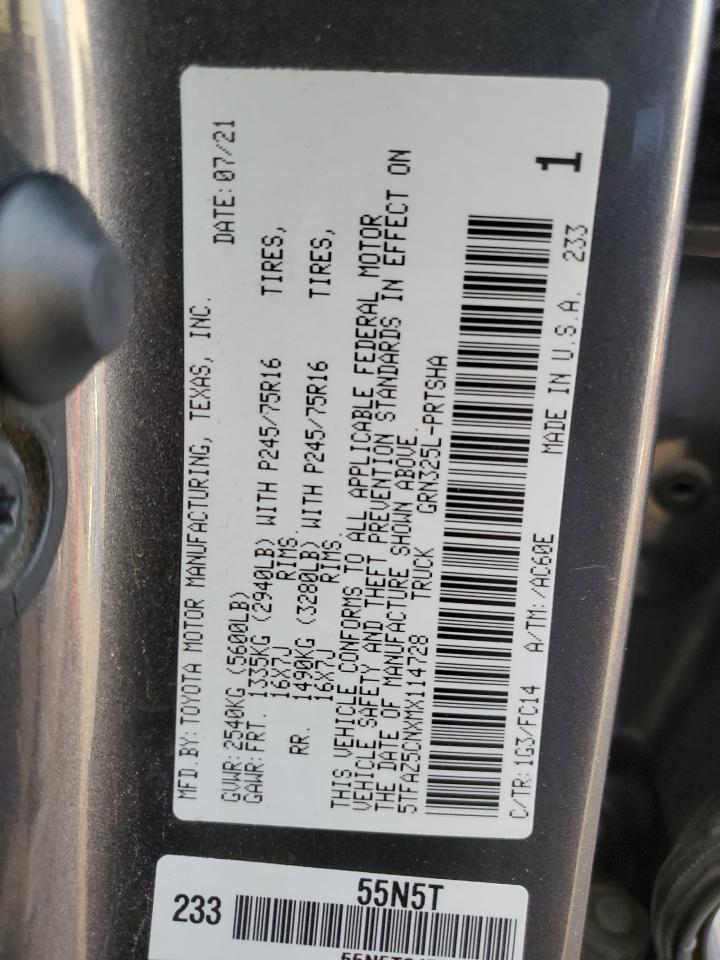 MFD.BY:TOYOTA MOTOR MANUFACTURING, TEXAS, INC.
DATE:07/21
GVWR:2540KG (5600LB)
GAWR:FRT. 1335KG (2940LB) WITH P245/75R16 TIRES,
16X7J RIMS.
RR. 1490KG (3280LB) WITH P245/75R16 TIRES,
16X7J RIMS.
THIS VEHICLE CONFORMS TO ALL APPLICABLE FEDERAL MOTOR
VEHICLE SAFETY AND THEFT PREVENTION STANDARDS IN EFFECT ON
THE DATE OF MANUFACTURE SHOWN ABOVE.
5TFAZ5CNXMX114728 TRUCK GRN325L-PRTSHA
1
C/TR:1G3/FC14 A/TM:/AC60E MADE IN U.S.A. 233
55N5T
233